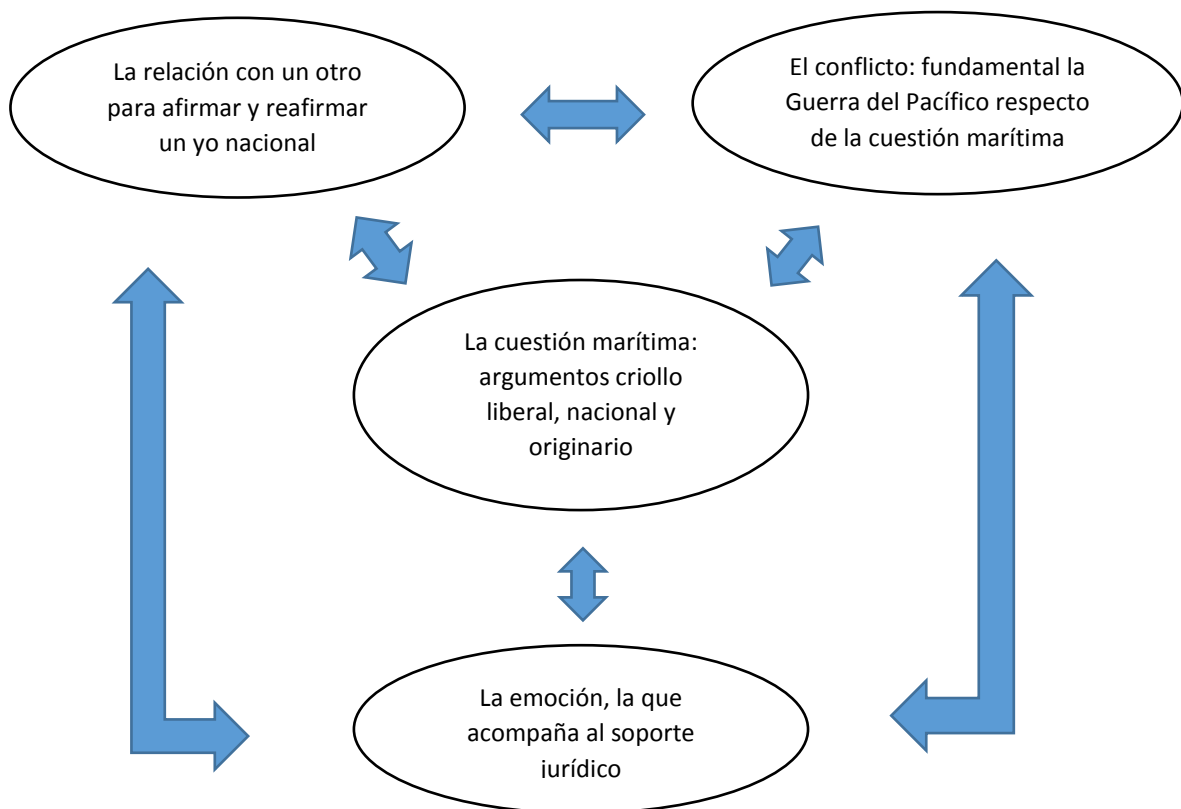 La relación con un otro
para afirmar y reafirmar
un yo nacional
El conflicto: fundamental la
Guerra del Pacífico respecto
de la cuestión marítima
La cuestión marítima:
argumentos criollo
liberal, nacional y
originario
La emoción, la que
acompaña al soporte
jurídico